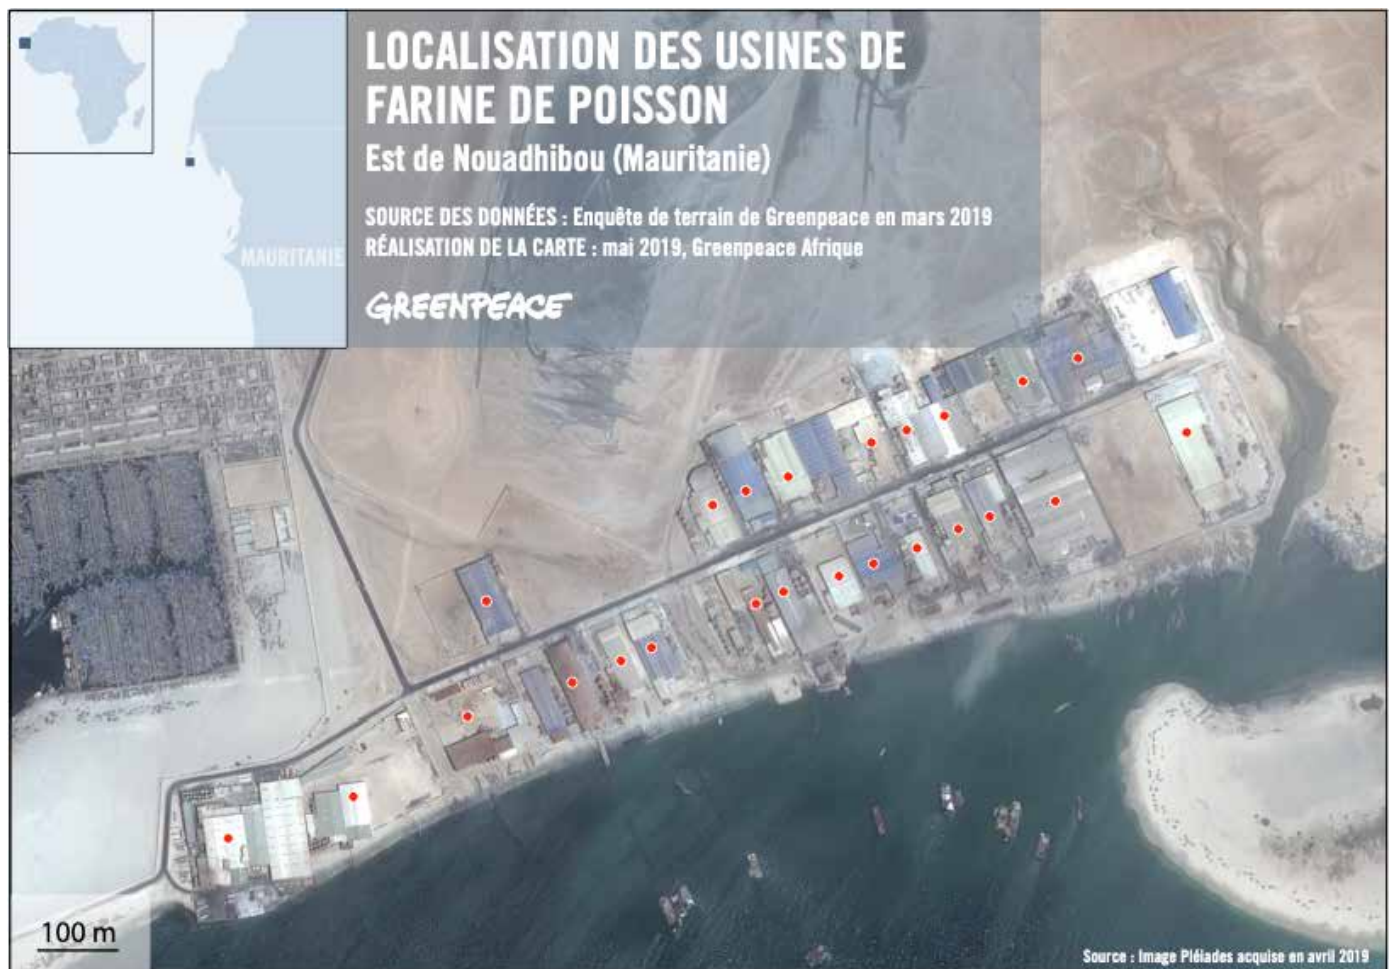 LOCALISATION DES USINES DE
FARINE DE POISSON
Est de Nouadhibou (Mauritanie)
SOURCE DES DONNÉES : Enquête de terrain de Greenpeace en mars 2019
RÉALISATION DE LA CARTE : mai 2019, Greenpeace Afrique
MAURITANIE
GREENPEACE
100 m
Source : Image Pléiades acquise en avril 2019